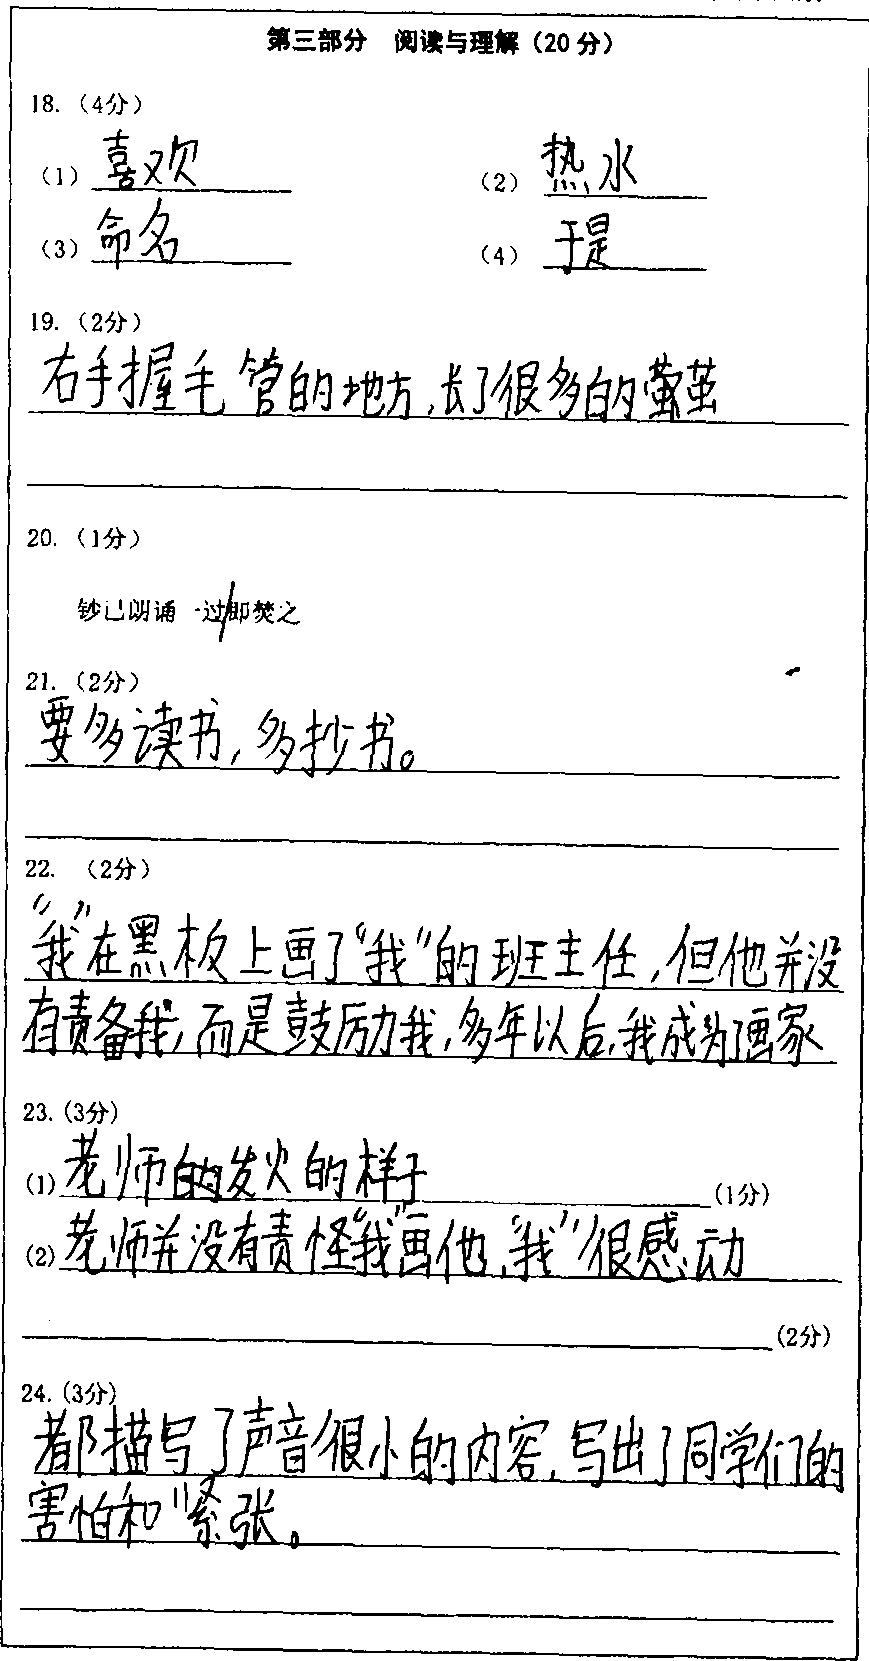 第三部分 阅读与理解（20 分）
18.（4分）
（1）喜欢 （2）热水
（3）命名 （4）于是
19.（2分）
右手握毛管的地方,长了很多的茧
20.（1分）
钞已朗诵一过/即焚之
21.（2分）
要多读书,多抄书。
22. （2分）
"我"在黑板上画了"我"的班主任,但他并没
有责备我,而是鼓厉力我,多年以后,我成为了画家
23.(3分)
(1)老师的发火的样子 (1分)
(2)老师并没有责怪"我"画他,"我"很感动
(2分)
24.(3分)
都描写了声音很小的内容,写出了同学们的
害怕和紧张。